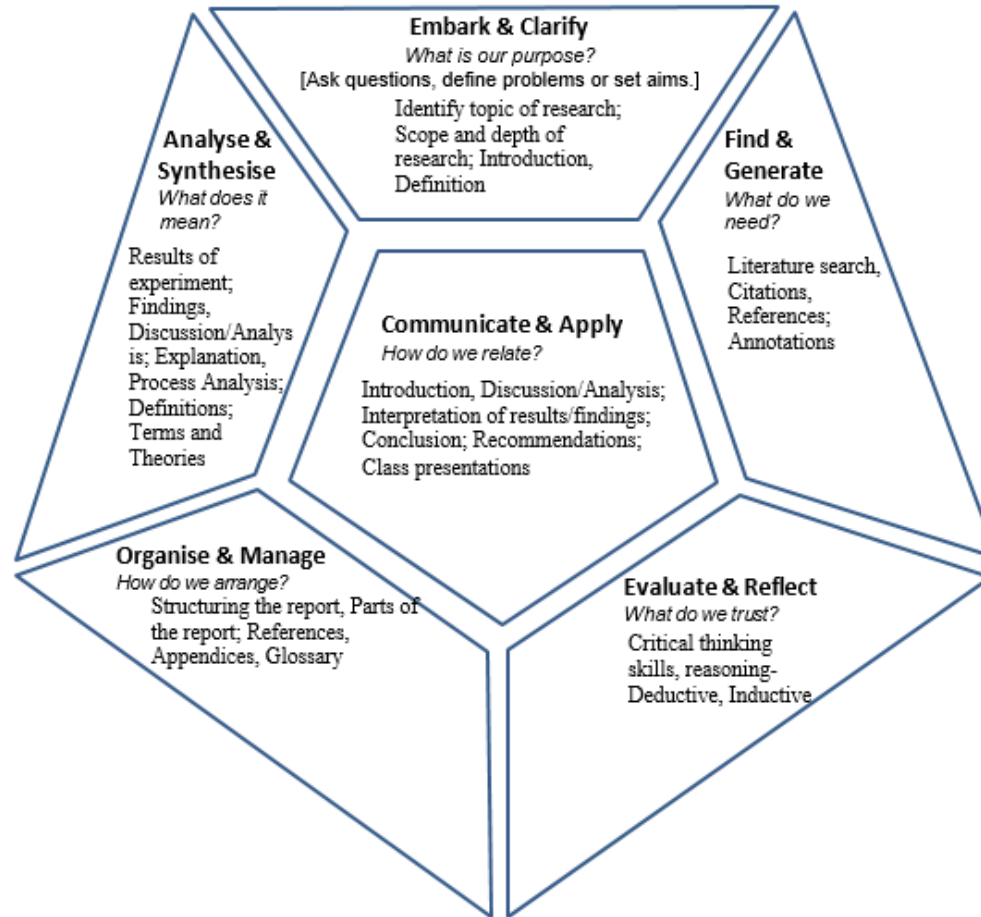 Embark & Clarify
What is our purpose?
[Ask questions, define problems or set aims.]
Identify topic of research;
Scope and depth of
research; Introduction,
Definition
Find &
Generate
What do we
need?
Literature search,
Citations,
References;
Annotations
Evaluate & Reflect
What do we trust?
Critical thinking
skills, reasoning-
Deductive, Inductive
Organise & Manage
How do we arrange?
Structuring the report, Parts of
the report; References,
Appendices, Glossary
Analyse &
Synthesise
What does it
mean?
Results of
experiment;
Findings,
Discussion/Analys
is; Explanation,
Process Analysis;
Definitions;
Terms and
Theories
Communicate & Apply
How do we relate?
Introduction, Discussion/Analysis;
Interpretation of results/findings;
Conclusion; Recommendations;
Class presentations